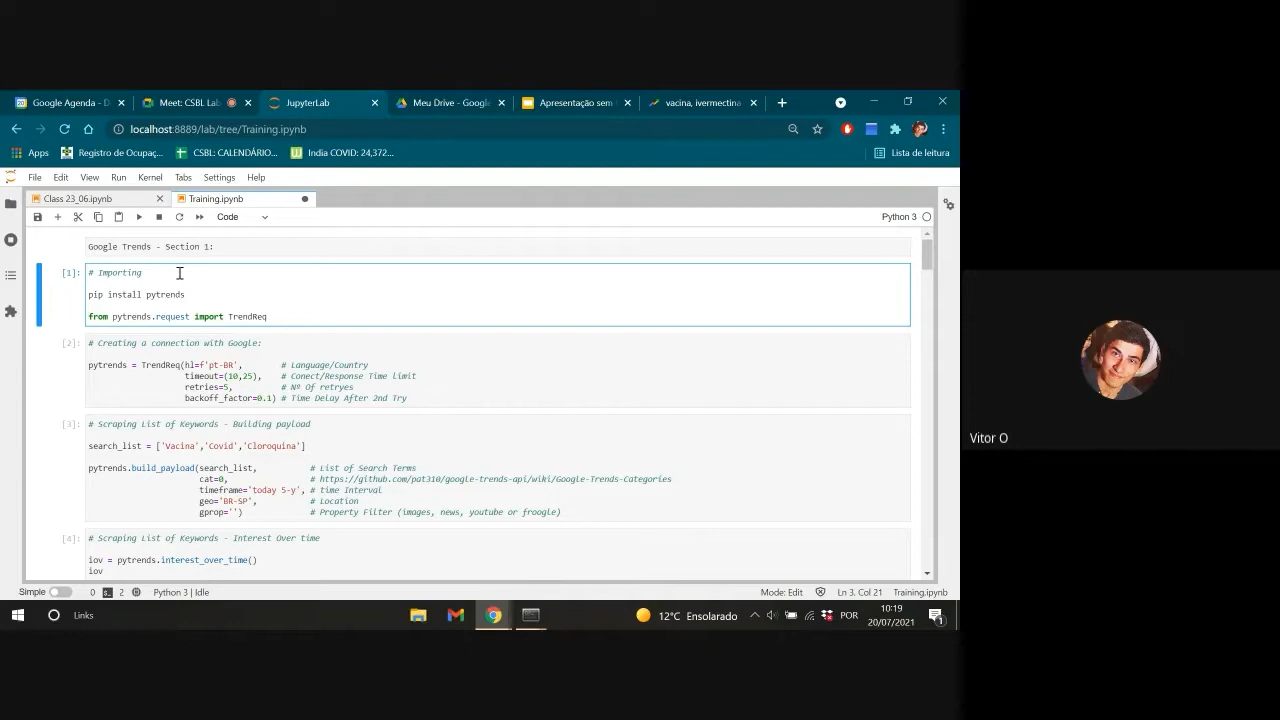 Google Agenda - D
Meet: CSBL Lab
JupyterLab
Meu Drive - Google
Apresentação sem
vacina, ivermectina
localhost:8889/lab/tree/Training.ipynb
Apps
Registro de Ocupaç...
CSBL: CALENDÁRIO...
India COVID: 24,372...
Lista de leitura
File Edit View Run Kernel Tabs Settings Help
Class 23_06.ipynb
Training.ipynb
Code
Python 3
Google Trends - Section 1:
[1]: # Importing
pip install pytrends
from pytrends.request import TrendReq
[2]: # Creating a connection with Google:
pytrends = TrendReq(hl=f'pt-BR', # Language/Country
timeout=(10,25), # Conect/Response Time limit
retries=5, # Nº Of retryes
backoff_factor=0.1) # Time Delay After 2nd Try
[3]: # Scraping List of Keywords - Building payload
search_list = ['Vacina','Covid','Cloroquina']
pytrends.build_payload(search_list, # List of Search Terms
cat=0, # https://github.com/pat310/google-trends-api/wiki/Google-Trends-Categories
timeframe='today 5-y', # time Interval
geo='BR-SP', # Location
gprop='') # Property Filter (images, news, youtube or froogle)
[4]: # Scraping List of Keywords - Interest Over time
iov = pytrends.interest_over_time()
iov
Simple 0 2 Python 3 | Idle
Mode: Edit Ln 3, Col 21 Training.ipynb
Links
12°C Ensolarado
POR
10:19
20/07/2021
1
Vitor O